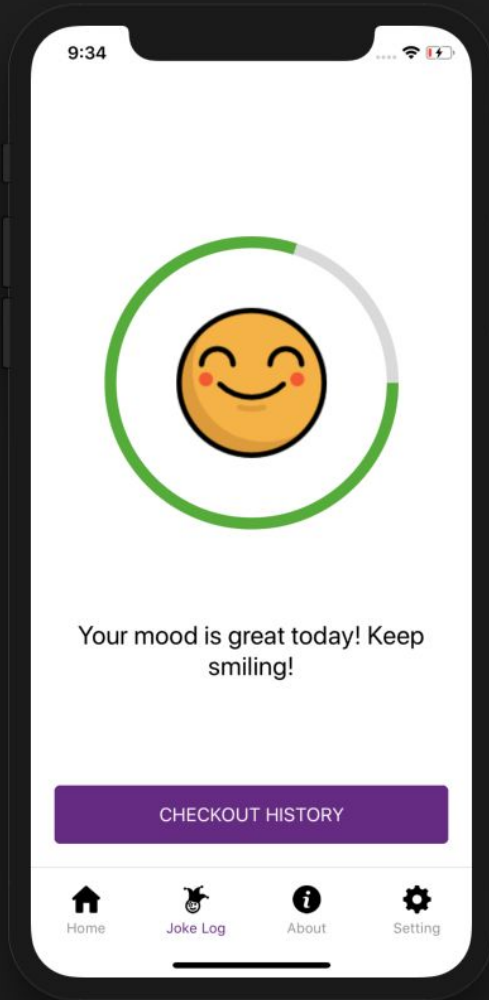 9:34
Your mood is great today! Keep
smiling!
CHECKOUT HISTORY
Home
Joke Log
About
Setting